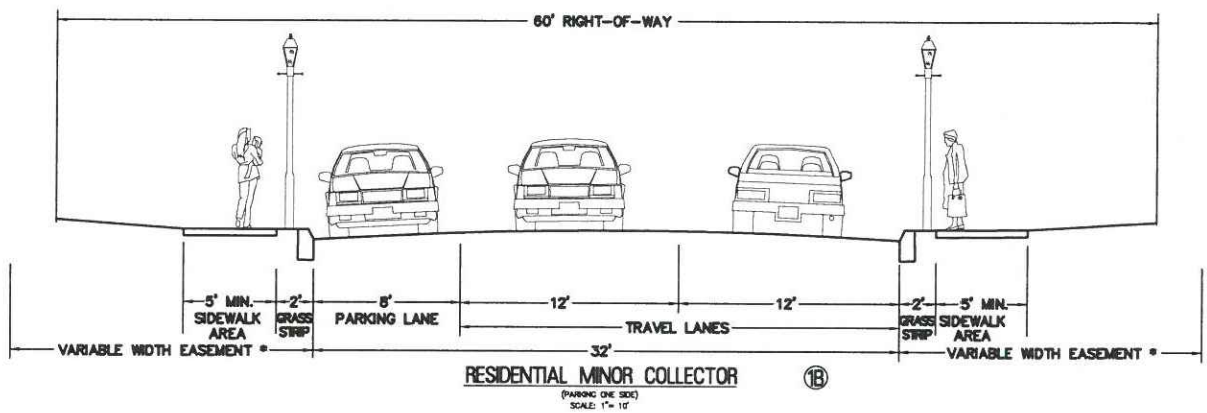 60' RIGHT-OF-WAY
5' MIN. 2' 8' 12' 12' 2' 5' MIN.
SIDEWALK AREA
GRASS STRIP
PARKING LANE
TRAVEL LANES
GRASS STRIP
SIDEWALK AREA
VARIABLE WIDTH EASEMENT * 32' VARIABLE WIDTH EASEMENT *
RESIDENTIAL MINOR COLLECTOR 1B
(PARKING ONE SIDE)
SCALE: 1"= 10'